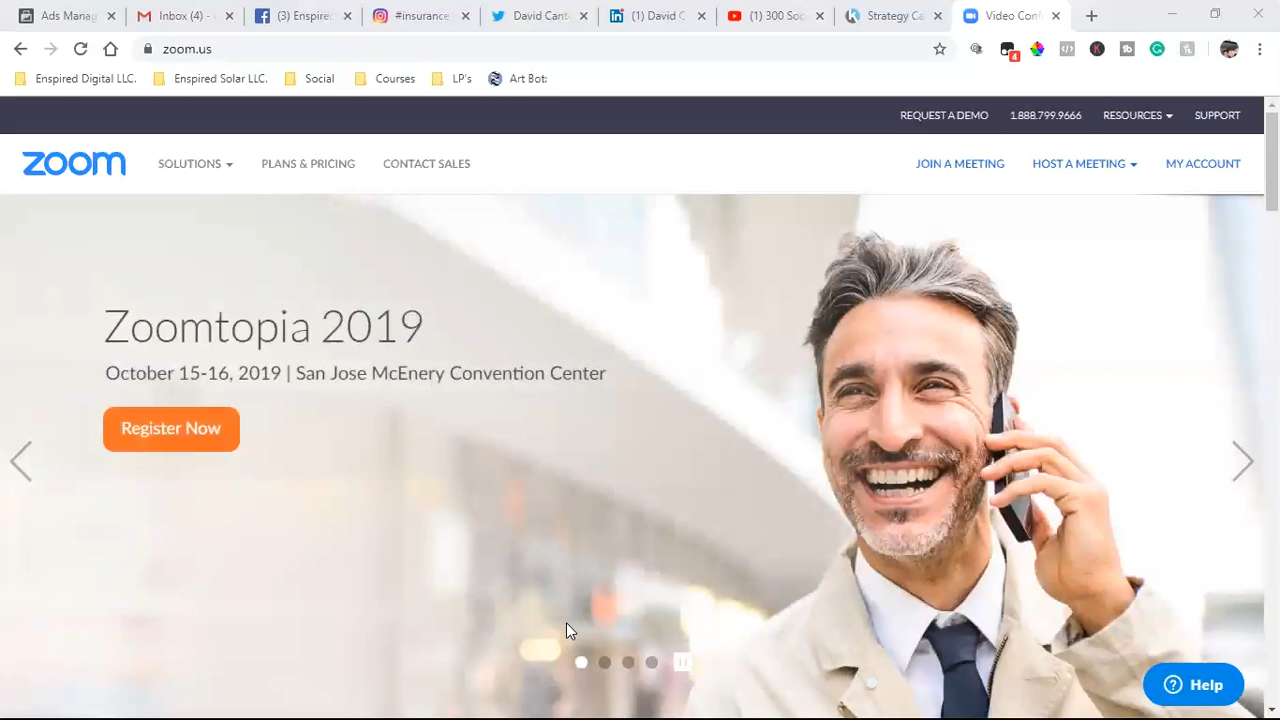 Ads Manag
Inbox (4) -
(3) Enspire
#insurance
David Cant
(1) David C
(1) 300 Soc
Strategy Ca
Video Conf
zoom.us
4
Enspired Digital LLC.
Enspired Solar LLC.
Social
Courses
LP's
Art Bot:
REQUEST A DEMO
1.888.799.9666
RESOURCES
SUPPORT
zoom
SOLUTIONS
PLANS & PRICING
CONTACT SALES
JOIN A MEETING
HOST A MEETING
MY ACCOUNT
Zoomtopia 2019
October 15-16, 2019 | San Jose McEnery Convention Center
Register Now
Help